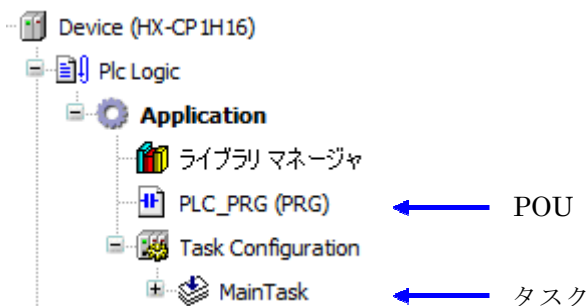 Device (HX-CP1H16)
Plc Logic
Application
ライブラリ マネージャ
PLC_PRG (PRG)
POU
Task Configuration
MainTask
タスク